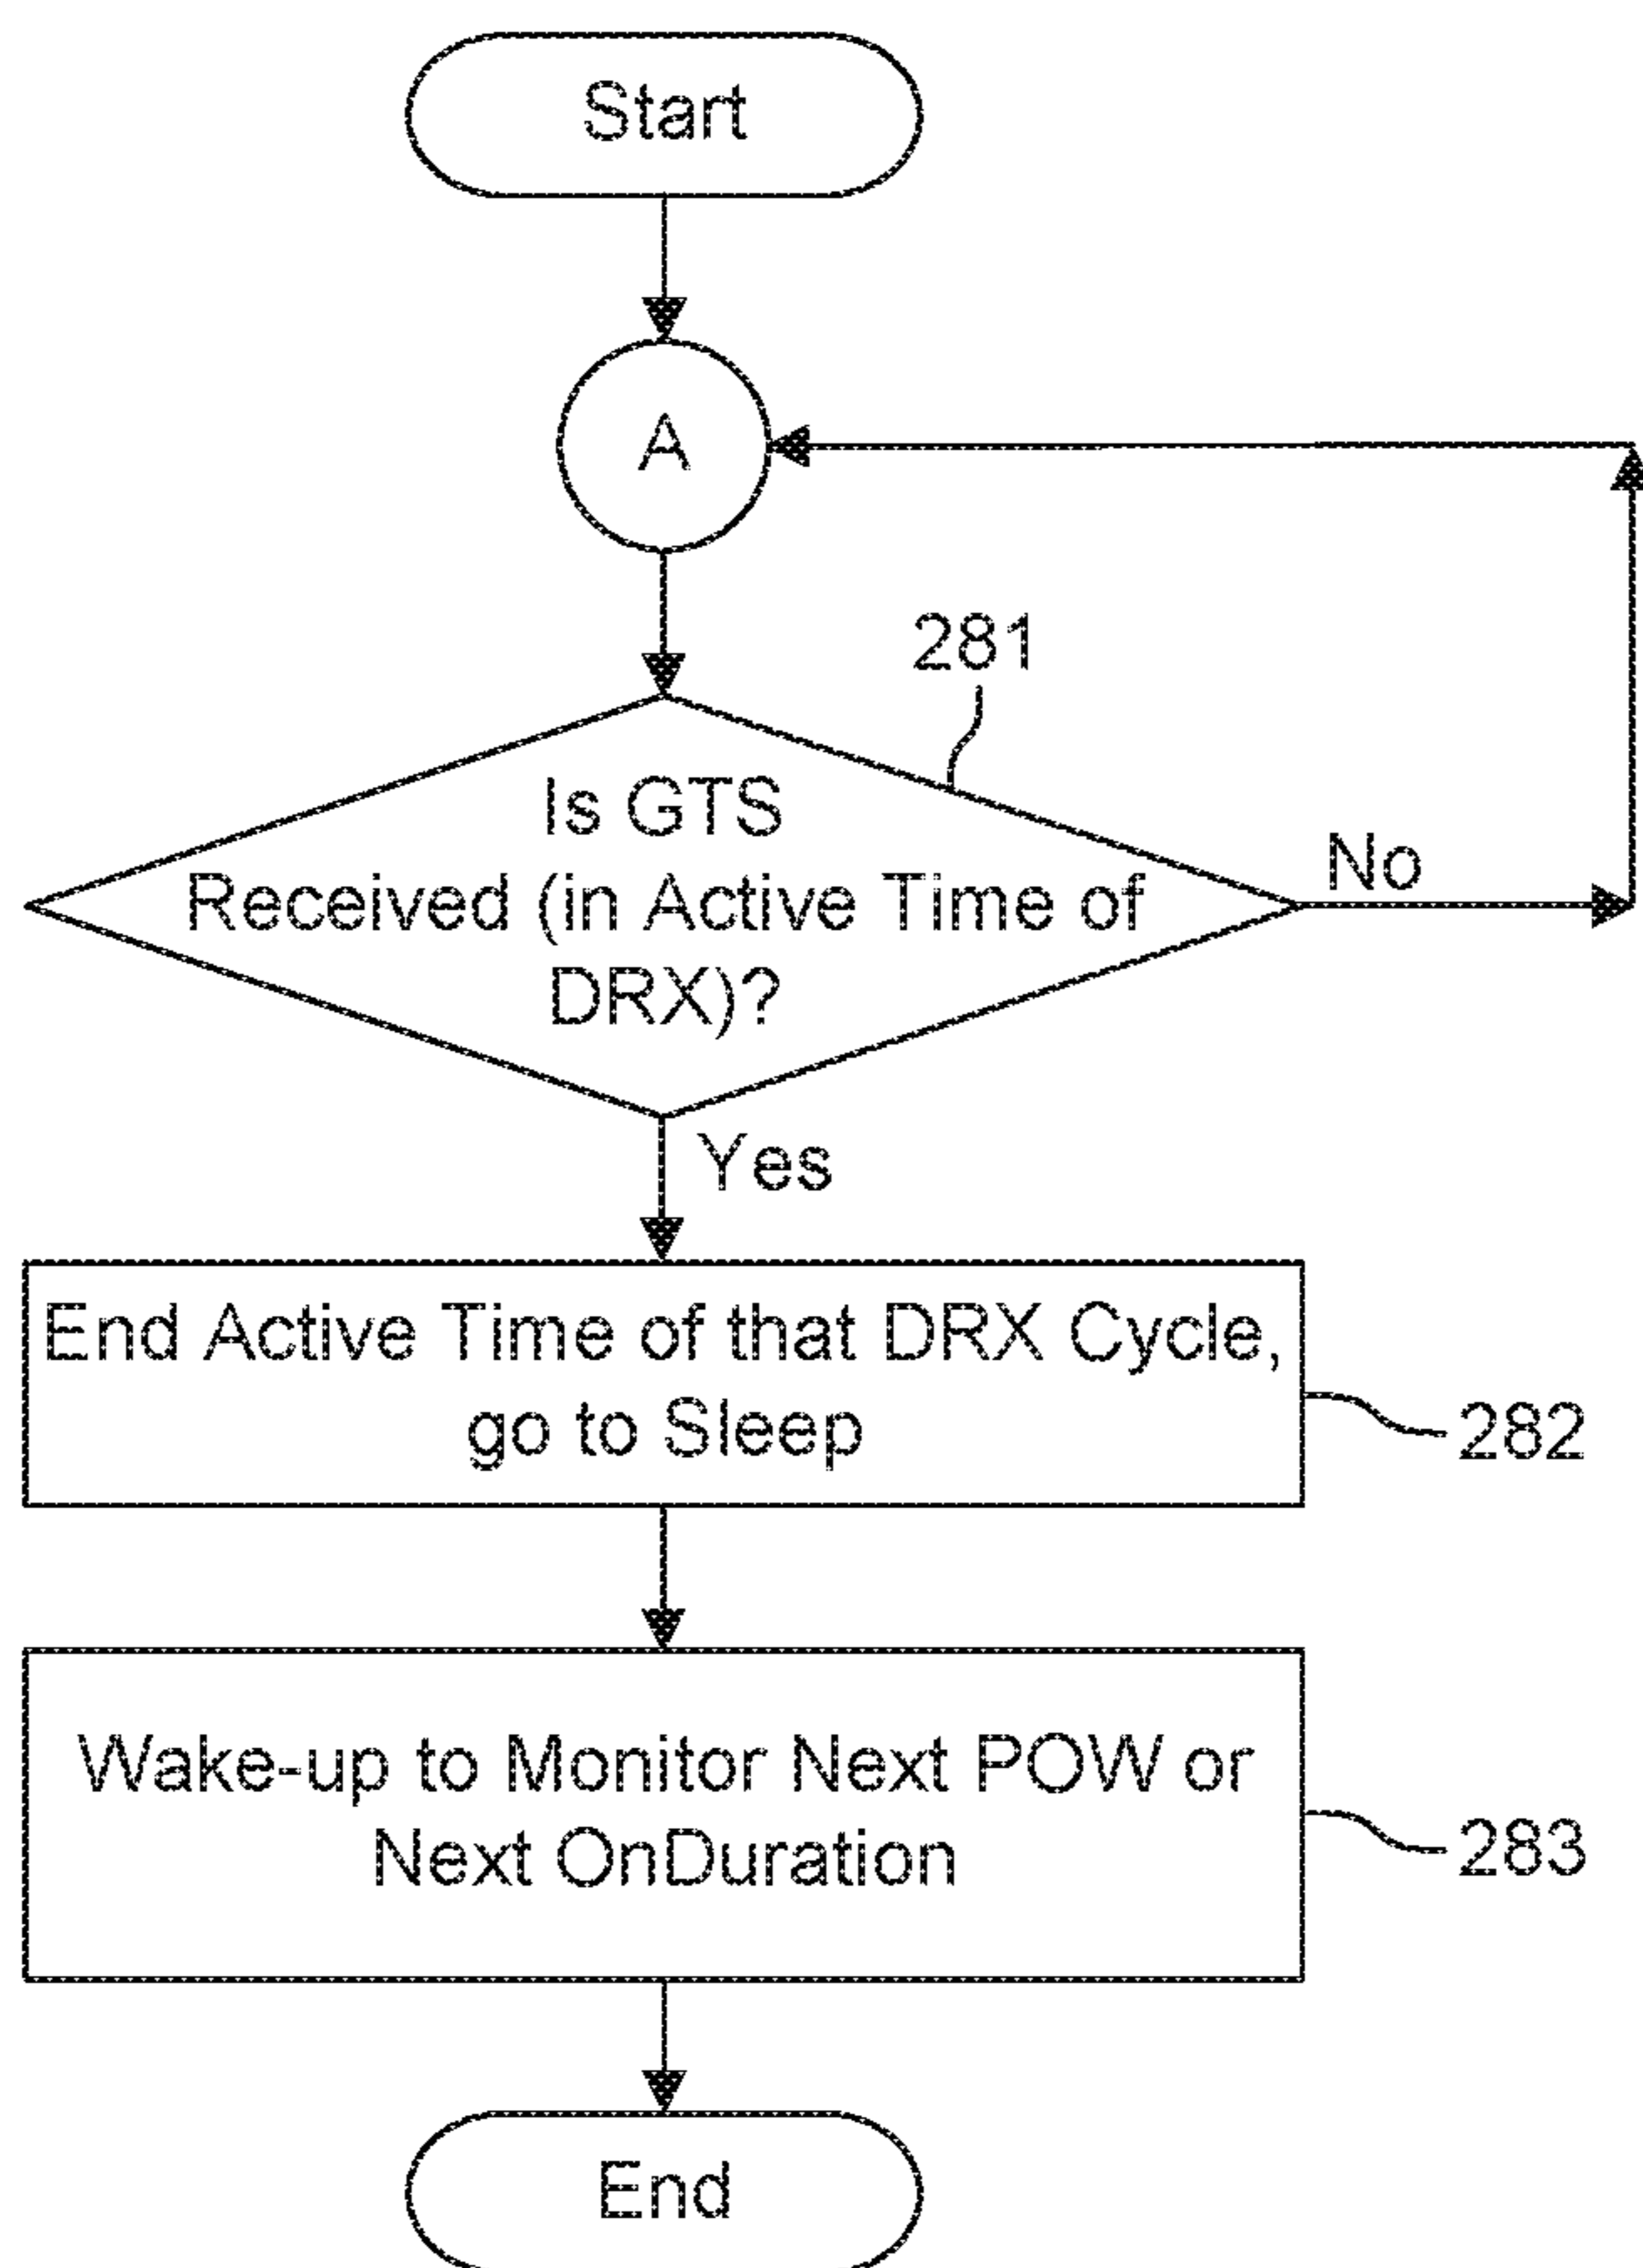 Start
A
281
Is GTS
Received (in Active Time of
DRX)?
No
Yes
End Active Time of that DRX Cycle,
go to Sleep
282
Wake-up to Monitor Next POW or
Next OnDuration
283
End